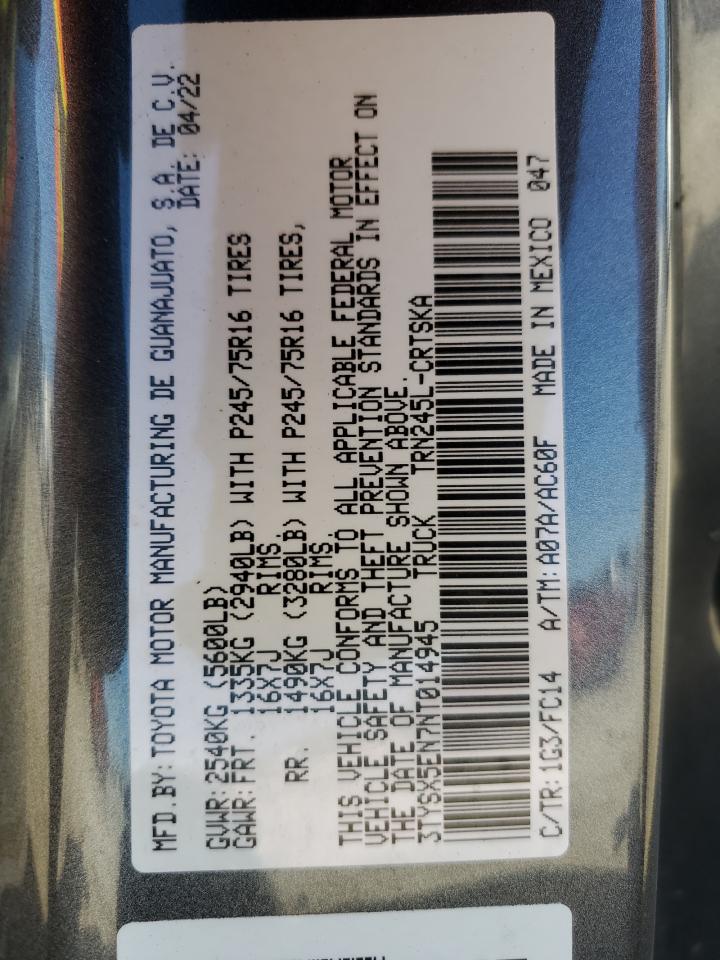 MFD.BY: TOYOTA MOTOR MANUFACTURING DE GUANAJUATO, S.A. DE C.V.
DATE: 04/22
GVWR: 2540KG (5600LB)
GAWR: FRT. 1335KG (2940LB) WITH P245/75R16 TIRES
16X7J RIMS.
RR. 1490KG (3280LB) WITH P245/75R16 TIRES,
16X7J RIMS.
THIS VEHICLE CONFORMS TO ALL APPLICABLE FEDERAL MOTOR
VEHICLE SAFETY AND THEFT PREVENTION STANDARDS IN EFFECT ON
THE DATE OF MANUFACTURE SHOWN ABOVE.
3TYSX5EN7NT014945 TRUCK TRN245L-CRTSKA
C/TR: 1G3/FC14 A/TM: A07A/AC60F MADE IN MEXICO 047